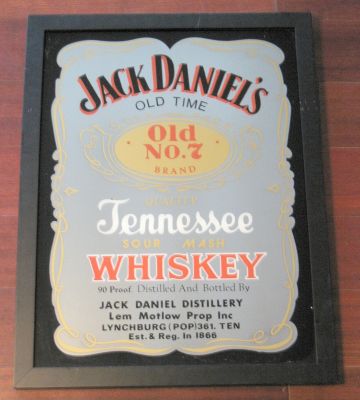 JACK DANIEL'S
OLD TIME
Old
No.7
BRAND
QUALITY
Tennessee
SOUR MASH
WHISKEY
90 Proof. Distilled And Bottled By
JACK DANIEL DISTILLERY
Lem Motlow Prop Inc
LYNCHBURG (POP)361. TEN
Est. & Reg. In 1866